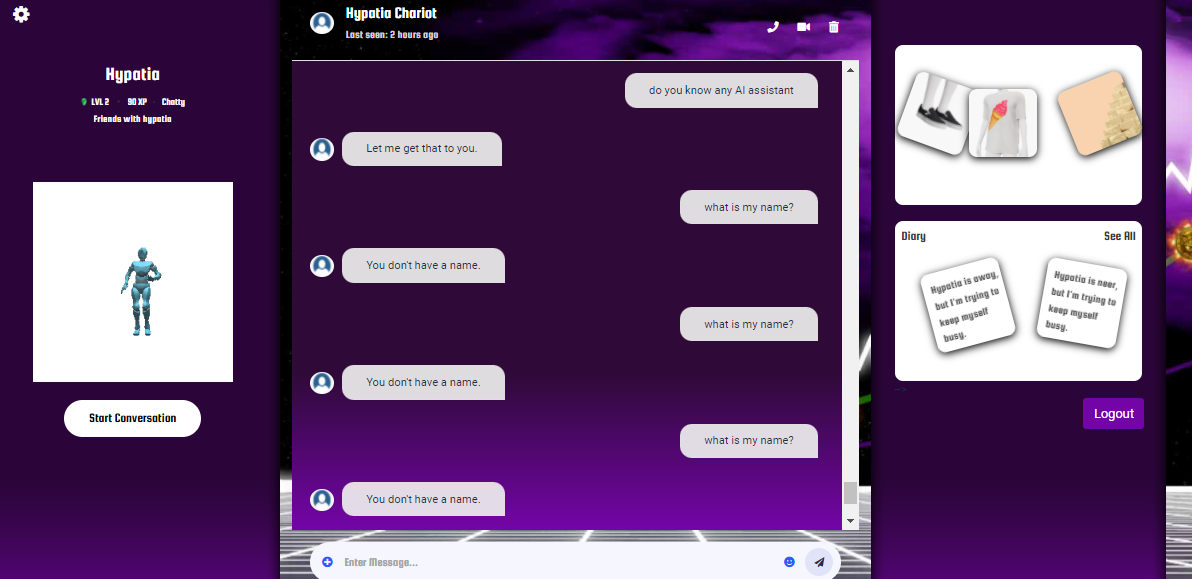 Hypatia
LVL 2 · 90 XP · Chatty
Friends with hypatia
Start Conversation
Hypatia Chariot
Last seen: 2 hours ago
do you know any AI assistant
Let me get that to you.
what is my name?
You don't have a name.
what is my name?
You don't have a name.
what is my name?
You don't have a name.
Enter Message...
Diary
See All
Hypatia is away,
but I'm trying to
keep myself
busy.
Hypatia is neer,
but I'm trying to
keep myself
busy.
Logout